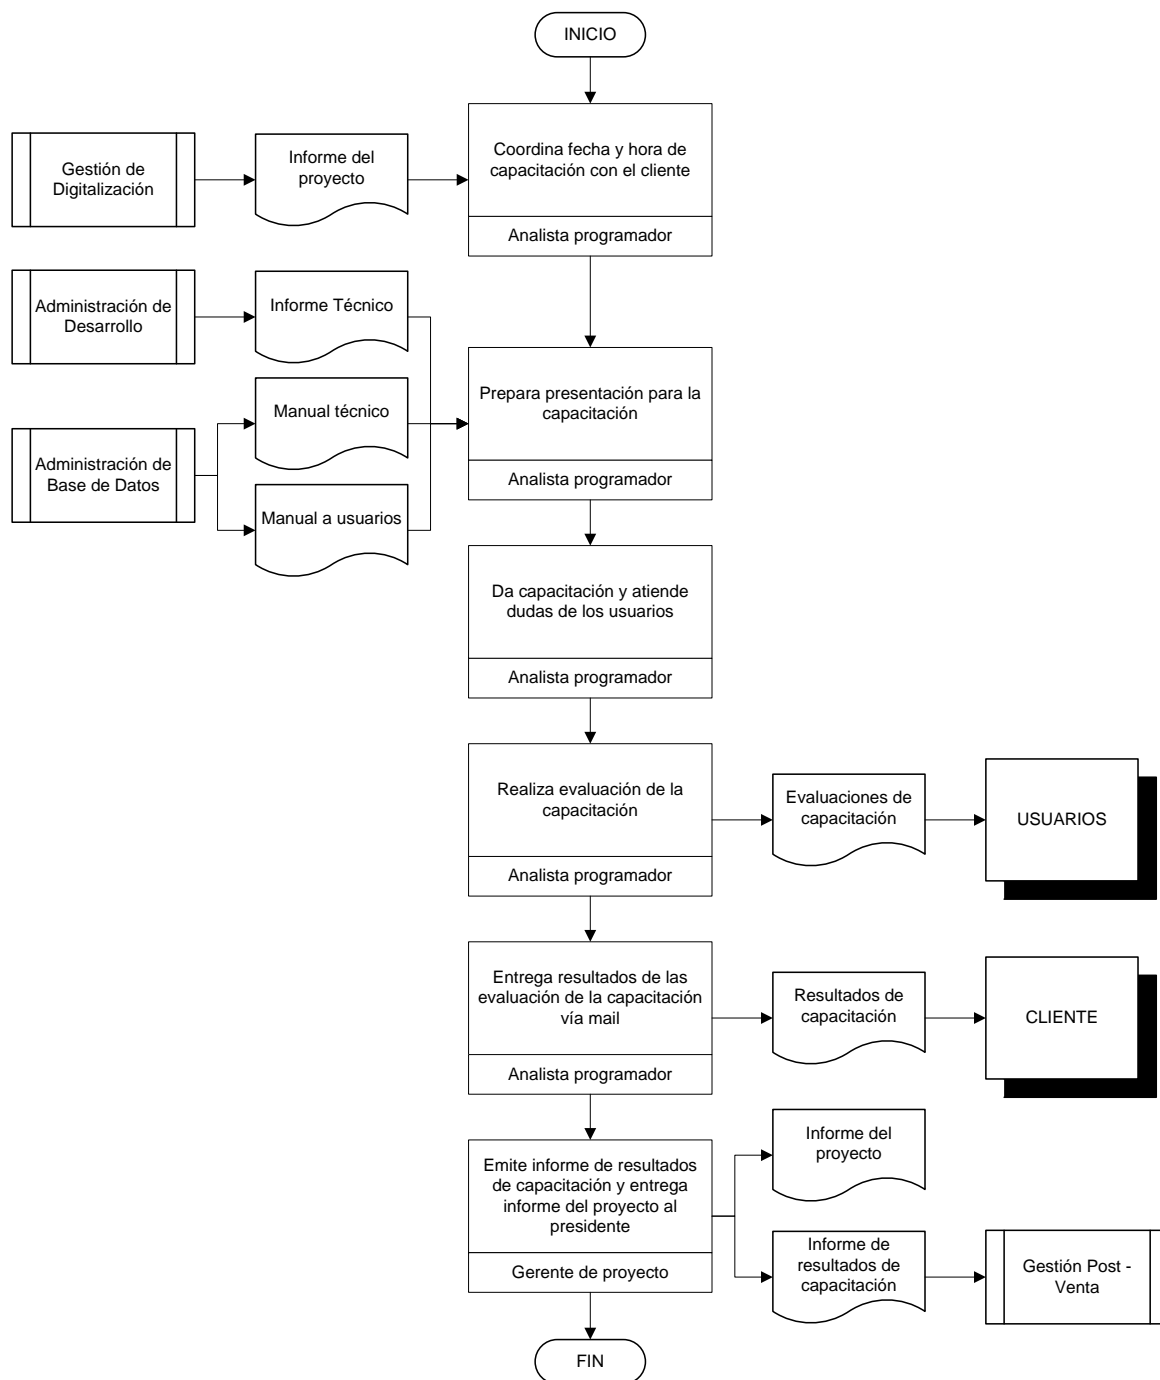 INICIO
Gestión de
Digitalización
Informe del
proyecto
Coordina fecha y hora de
capacitación con el cliente
Analista programador
Administración de
Desarrollo
Informe Técnico
Administración de
Base de Datos
Manual técnico
Manual a usuarios
Prepara presentación para la
capacitación
Analista programador
Da capacitación y atiende
dudas de los usuarios
Analista programador
Realiza evaluación de la
capacitación
Analista programador
Evaluaciones de
capacitación
USUARIOS
Entrega resultados de las
evaluación de la capacitación
vía mail
Analista programador
Resultados de
capacitación
CLIENTE
Emite informe de resultados
de capacitación y entrega
informe del proyecto al
presidente
Gerente de proyecto
Informe del
proyecto
Informe de
resultados de
capacitación
Gestión Post -
Venta
FIN